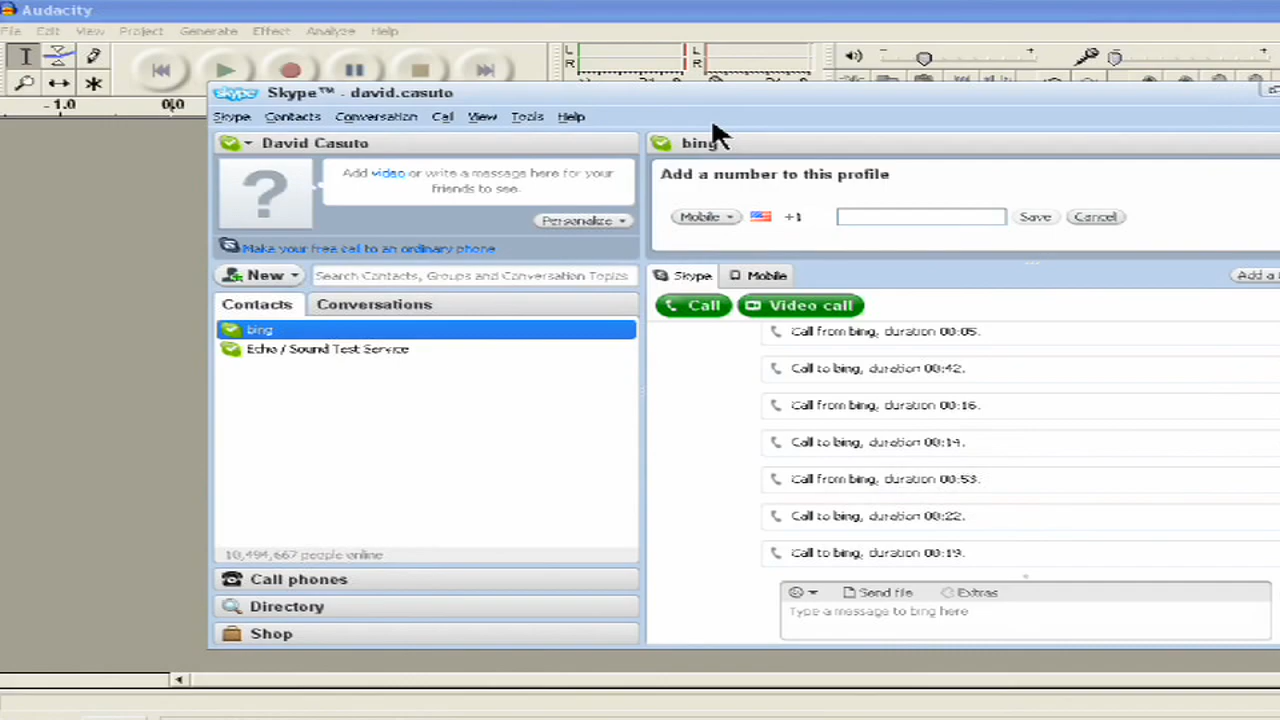 Audacity
File Edit View Project Generate Effect Analyze Help
L
R
L
R
- +
- +
- 1.0 0.0
skype Skype™ - david.casuto
Skype Contacts Conversation Call View Tools Help
David Casuto
bing
?
Add video or write a message here for your
friends to see.
Personalize
Add a number to this profile
Mobile +1 Save Cancel
Make your free call to an ordinary phone
New Search Contacts, Groups and Conversation Topics
Skype Mobile Add a
Contacts Conversations
Call Video call
bing
Echo / Sound Test Service
Call from bing, duration 00:05.
Call to bing, duration 00:42.
Call from bing, duration 00:16.
Call to bing, duration 00:14.
Call from bing, duration 00:53.
Call to bing, duration 00:22.
Call to bing, duration 00:19.
10,494,667 people online
Call phones
Directory
Shop
Send file Extras
Type a message to bing here